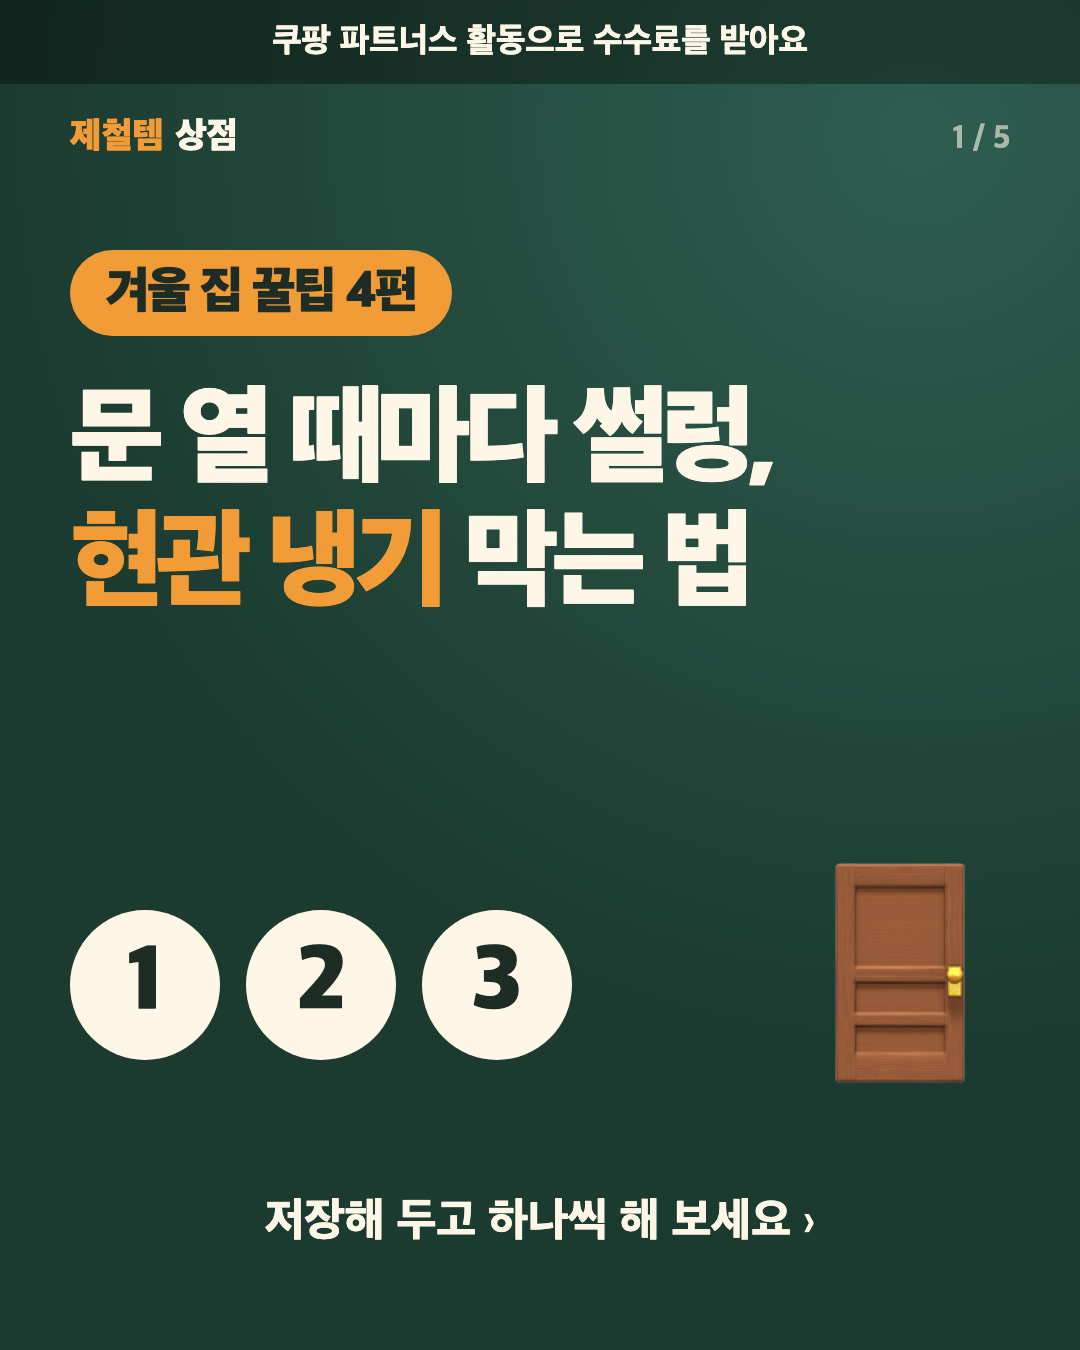 쿠팡 파트너스 활동으로 수수료를 받아요
제철템 상점
1 / 5
겨울 집 꿀팁 4편
문 열 때마다 썰렁,
현관 냉기 막는 법
1 2 3
저장해 두고 하나씩 해 보세요 ›